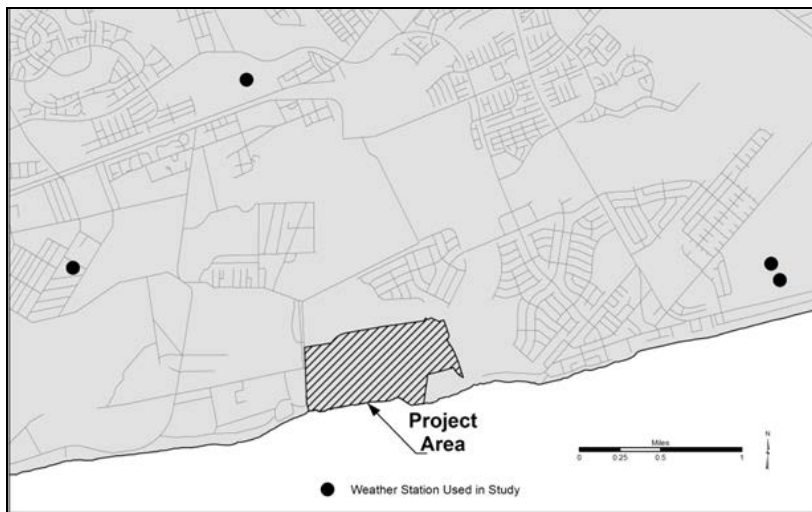 Project
Area
Miles
0 0.25 0.5 1
N
Weather Station Used in Study